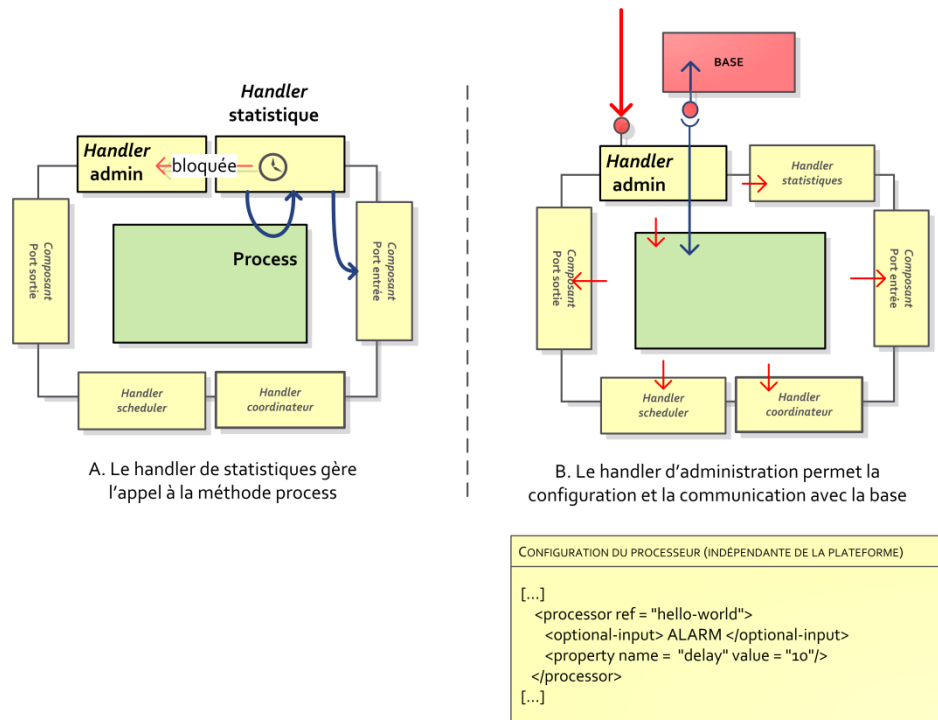 Handler
statistique
Handler
admin
bloquée
Composant
Port sortie
Process
Composant
Port entrée
Handler
scheduler
Handler
coordinateur
A. Le handler de statistiques gère
l'appel à la méthode process
BASE
Handler
admin
Handler
statistiques
Composant
Port sortie
Composant
Port entrée
Handler
scheduler
Handler
coordinateur
B. Le handler d'administration permet la
configuration et la communication avec la base
CONFIGURATION DU PROCESSEUR (INDÉPENDANTE DE LA PLATEFORME)
[...]
<processor ref = "hello-world">
<optional-input> ALARM </optional-input>
<property name = "delay" value = "10"/>
</processor>
[...]